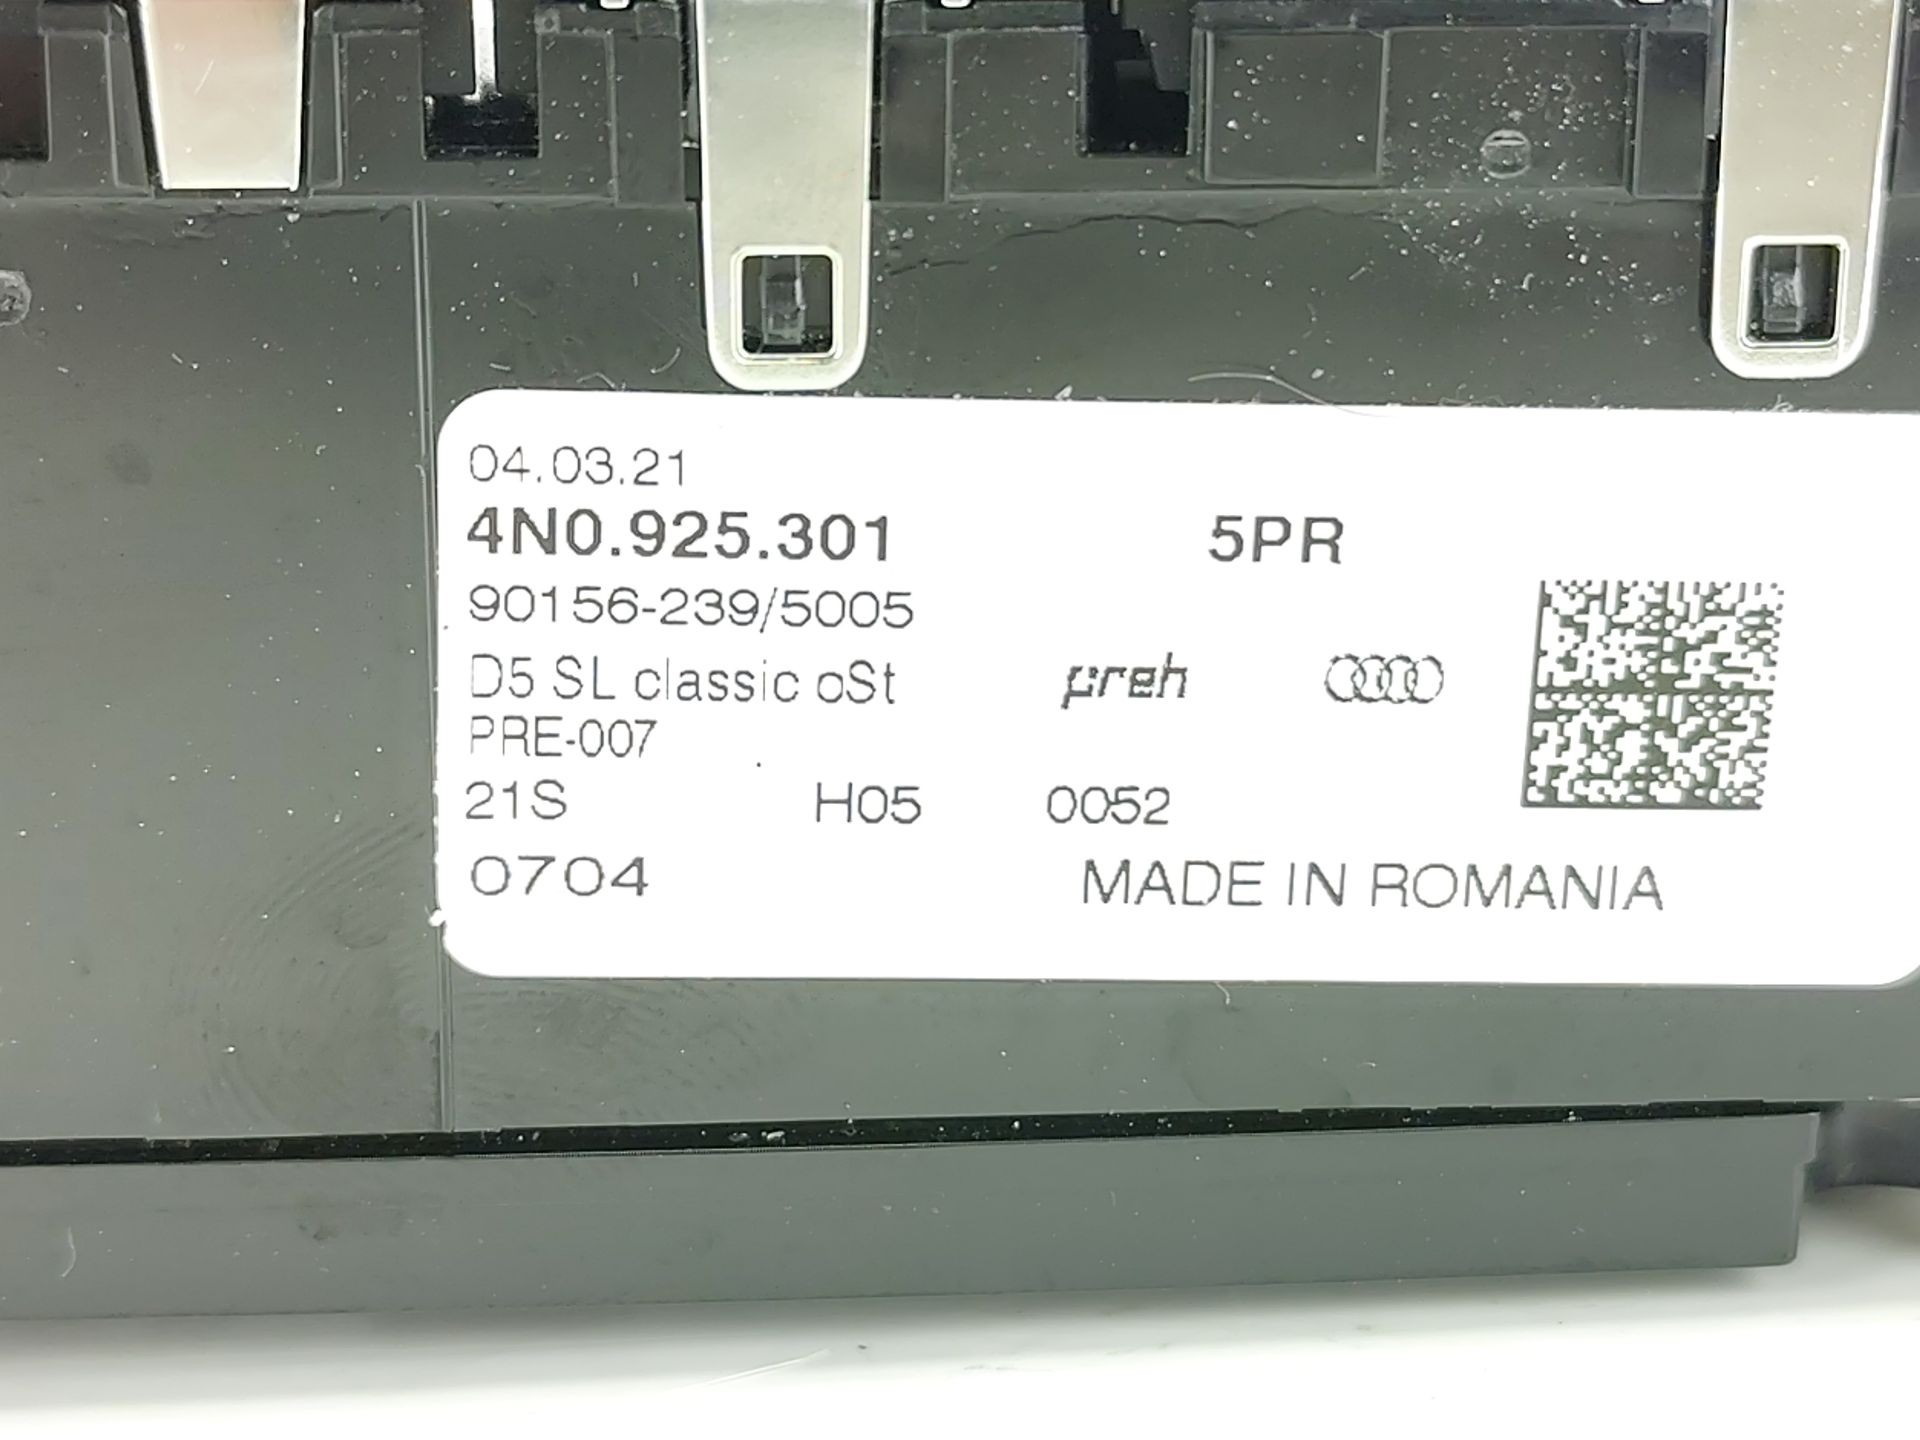 04.03.21
4N0.925.301 5PR
90156-239/5005
D5 SL classic oSt preh
PRE-007
21S H05 0052
0704 MADE IN ROMANIA